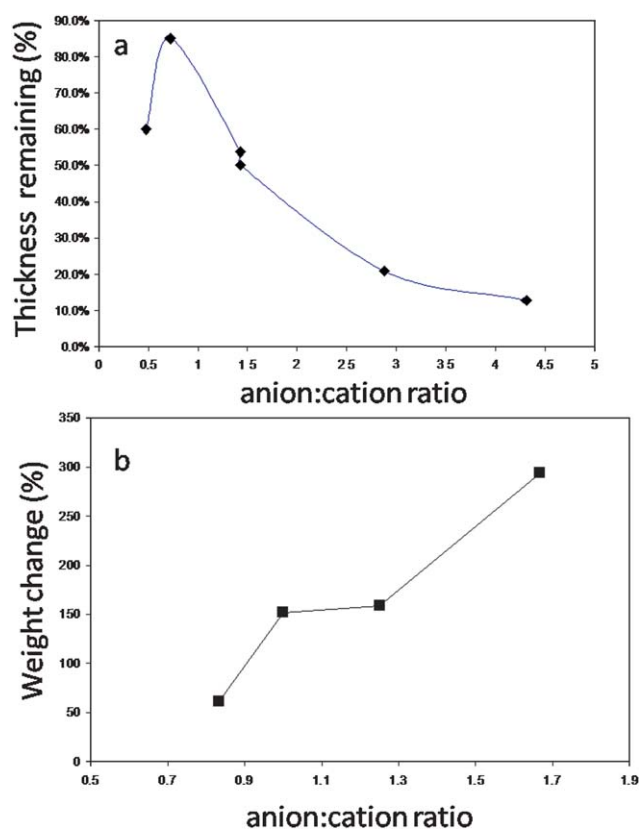 a
Thickness remaining (%)
90.0%
80.0%
70.0%
60.0%
50.0%
40.0%
30.0%
20.0%
10.0%
0.0%
0 0.5 1 1 5 2 2.5 3 3.5 4 4.5 5
anion:cation ratio
b
Weight change (%)
350
300
250
200
150
100
50
0
0.5 0.7 0.9 1.1 1.3 1.5 1.7 1.9
anion:cation ratio